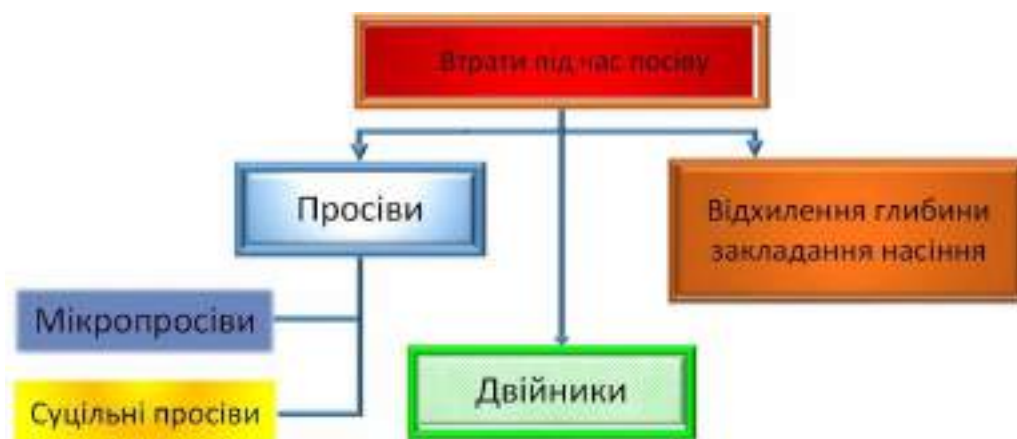 Втрати під час посіву
Просіви
Відхилення глибини
закладання насіння
Мікропросіви
Двійники
Суцільні просіви